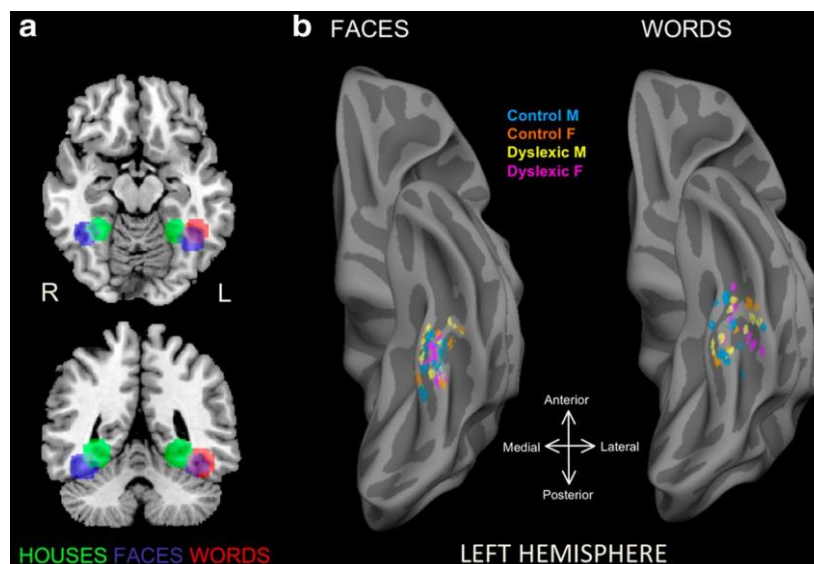 a
b FACES
WORDS
Control M
Control F
Dyslexic M
Dyslexic F
R L
Anterior
Medial Lateral
Posterior
HOUSES FACES WORDS
LEFT HEMISPHERE